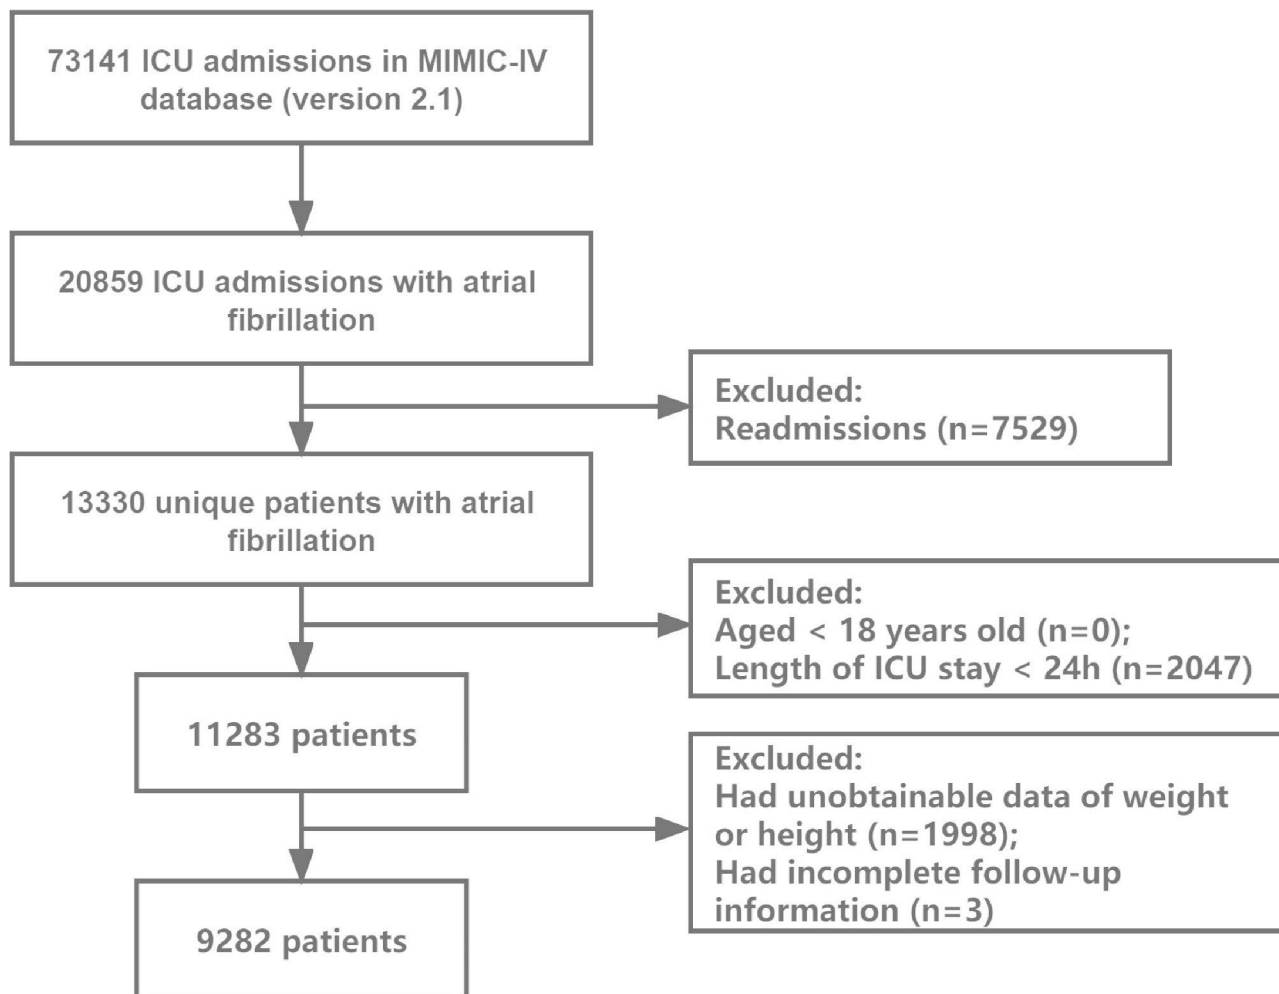 73141 ICU admissions in MIMIC-IV
database (version 2.1)
20859 ICU admissions with atrial
fibrillation
Excluded:
Readmissions (n=7529)
13330 unique patients with atrial
fibrillation
Excluded:
Aged < 18 years old (n=0);
Length of ICU stay < 24h (n=2047)
11283 patients
Excluded:
Had unobtainable data of weight
or height (n=1998);
Had incomplete follow-up
information (n=3)
9282 patients